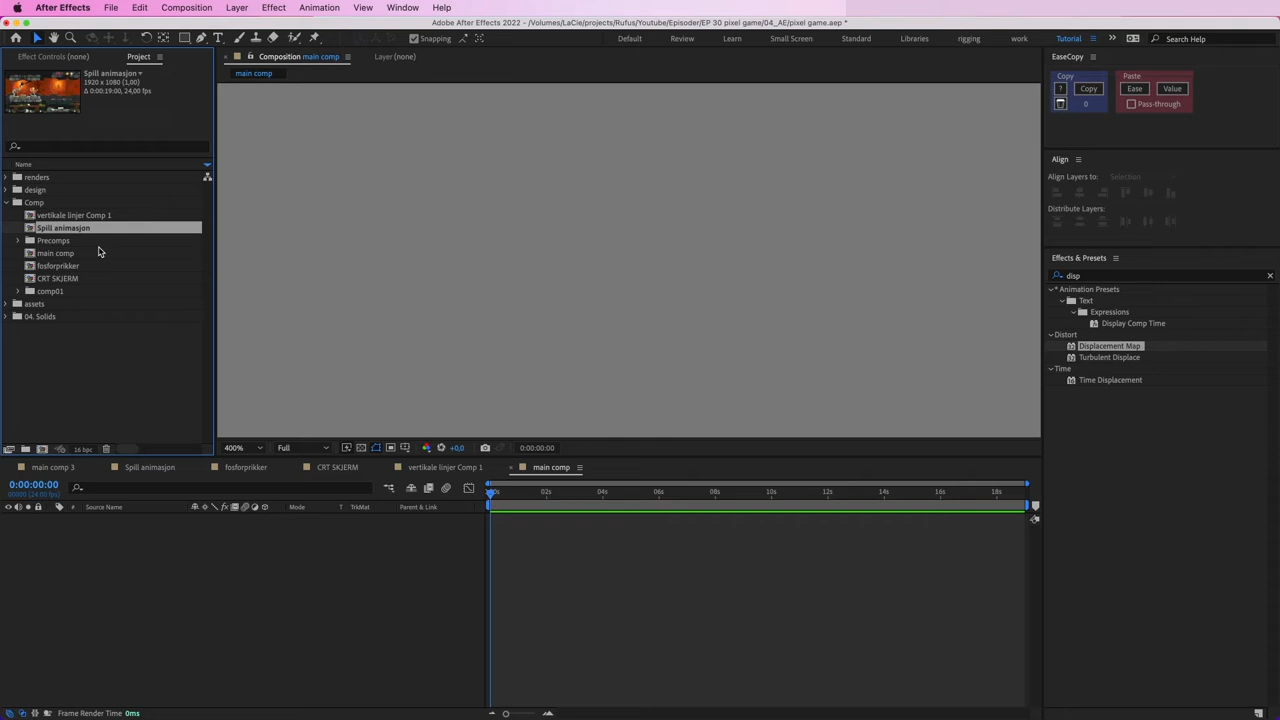 After Effects File Edit Composition Layer Effect Animation View Window Help
Adobe After Effects 2022 - /Volumes/LaCie/projects/Rufus/Youtube/Episoder/EP 30 pixel game/04_AE/pixel game.aep *
Snapping Default Review Learn Small Screen Standard Libraries rigging work Tutorial Search Help
Effect Controls (none) Project
Composition main comp Layer (none)
EaseCopy
Spill animasjon
1920 x 1080 (1,00)
Δ 0:00:19:00, 24,00 fps
main comp
Copy Paste
? Copy Ease Value
0 Pass-through
Align
Align Layers to: Selection
Distribute Layers:
Name
renders
design
Comp
vertikale linjer Comp 1
Spill animasjon
Precomps
main comp
fosforprikker
CRT SKJERM
comp01
assets
04. Solids
Effects & Presets
disp
* Animation Presets
Text
Expressions
Display Comp Time
Distort
Displacement Map
Turbulent Displace
Time
Time Displacement
16 bpc
400% Full +0,0 0:00:00:00
main comp 3 Spill animasjon fosforprikker CRT SKJERM vertikale linjer Comp 1 main comp
0:00:00:00
00000 (24.00 fps)
02s 04s 06s 08s 10s 12s 14s 16s 18s
Source Name Mode T TrkMat Parent & Link
Frame Render Time 0ms